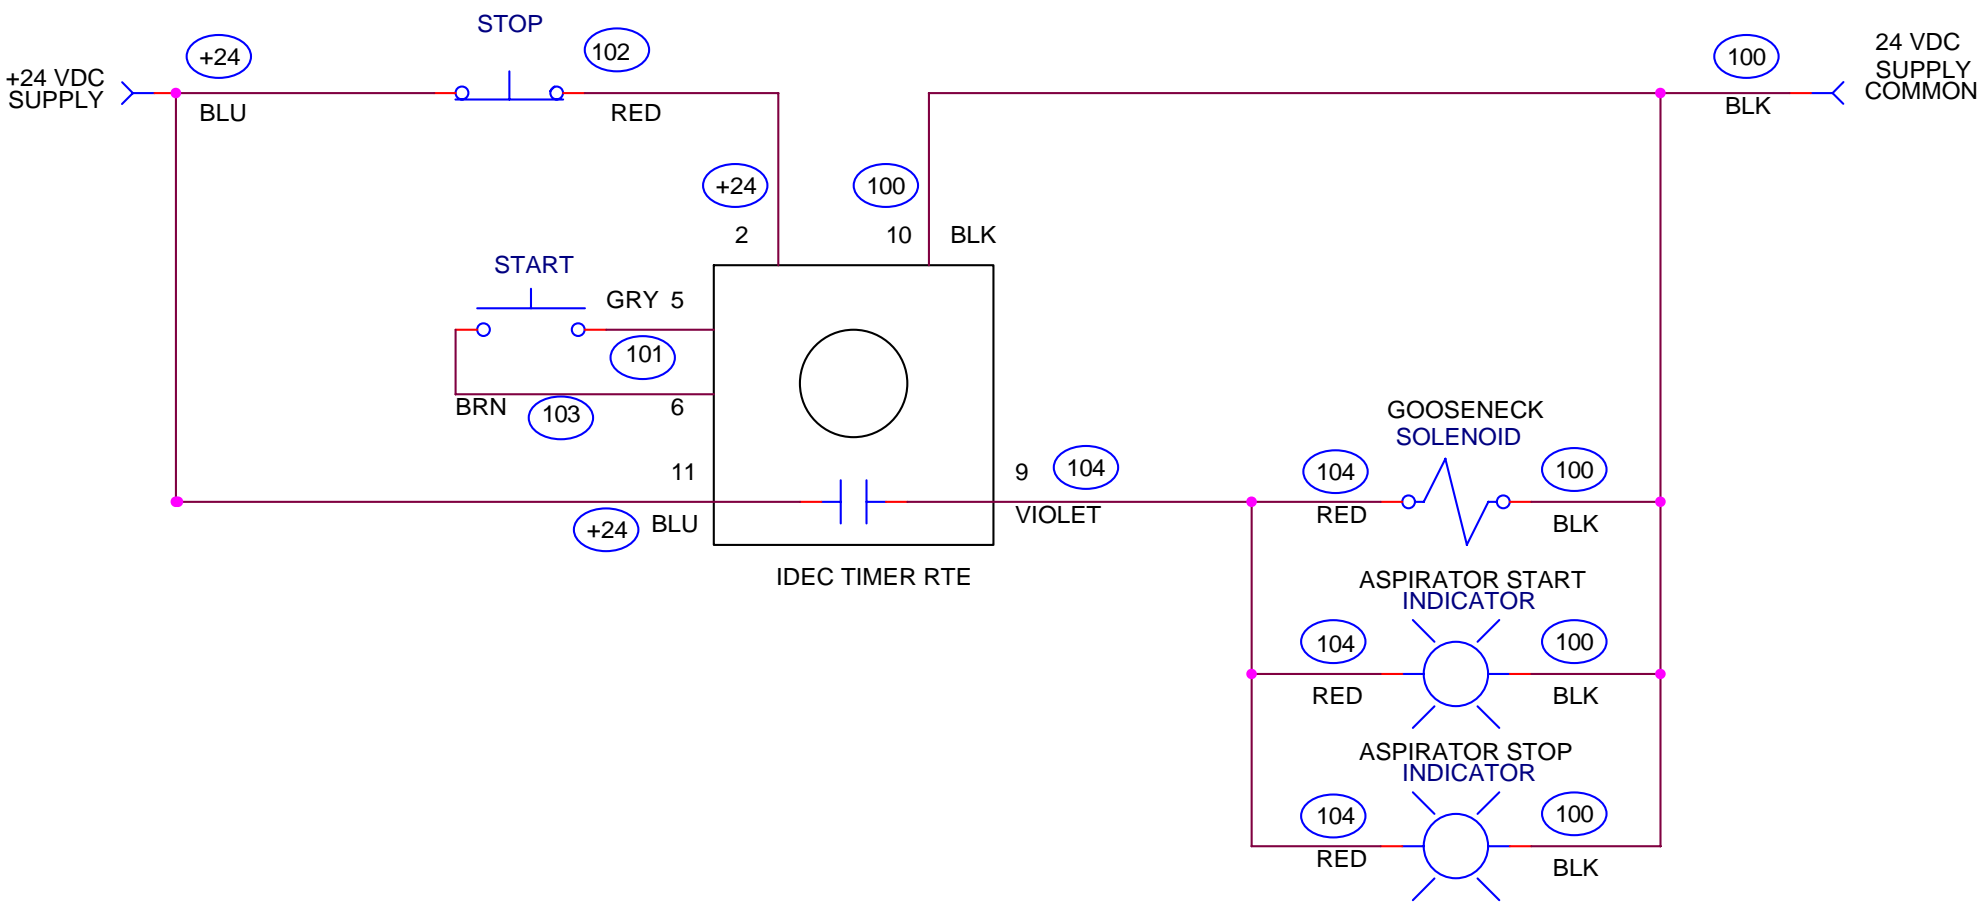 STOP
+24
102
100
24 VDC
SUPPLY
COMMON
+24 VDC
SUPPLY
BLU
RED
BLK
+24
100
2
10
BLK
START
GRY 5
101
BRN
103
6
11
9
104
+24
BLU
VIOLET
IDEC TIMER RTE
GOOSENECK
SOLENOID
104
100
RED
BLK
ASPIRATOR START
INDICATOR
104
100
RED
BLK
ASPIRATOR STOP
INDICATOR
104
100
RED
BLK